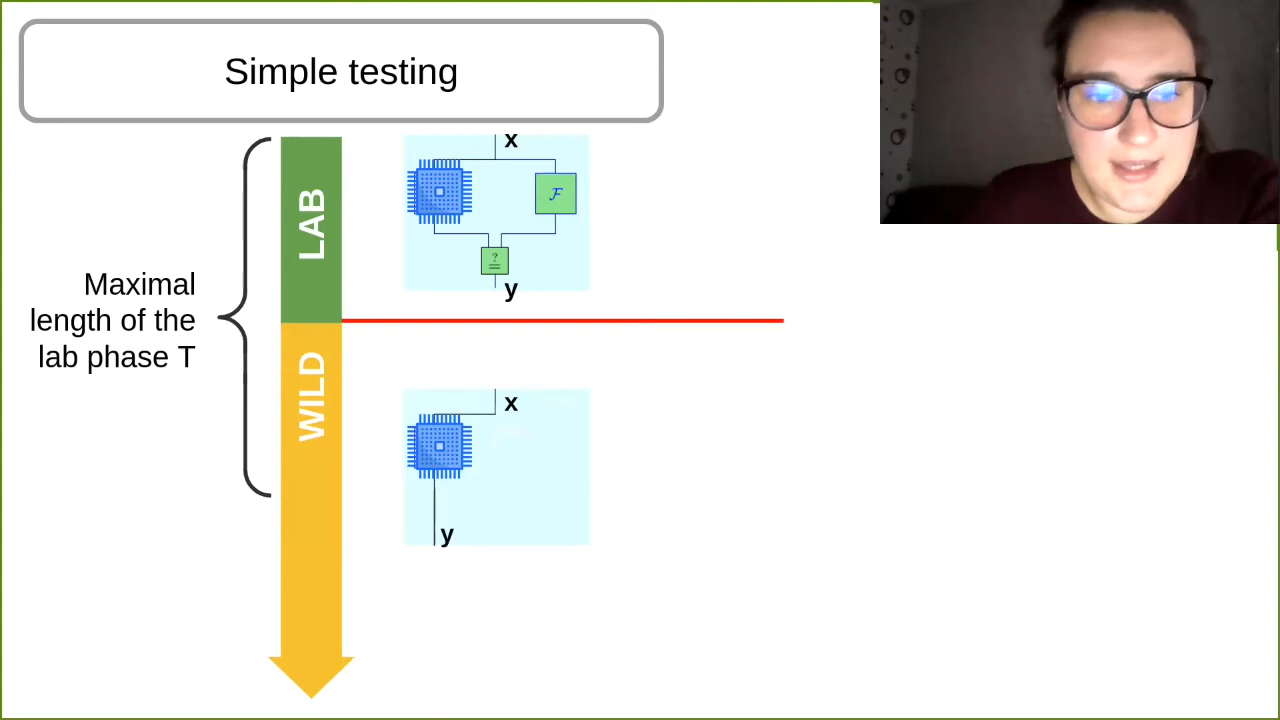 Simple testing
x
LAB
F
?
=
y
Maximal
length of the
lab phase T
WILD
x
y